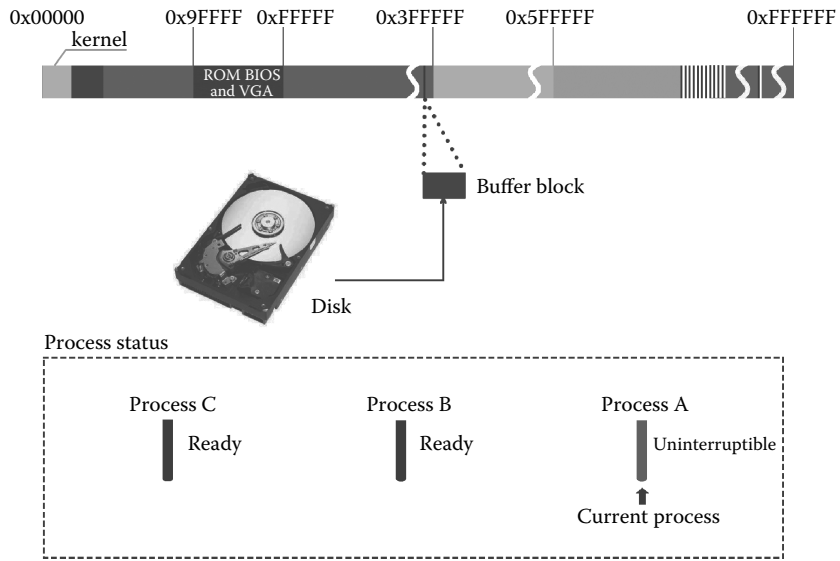 0x00000 0x9FFFF 0xFFFFF 0x3FFFFF 0x5FFFFF 0xFFFFFF
kernel
ROM BIOS
and VGA
Buffer block
Disk
Process status
Process C Process B Process A
Ready Ready Uninterruptible
Current process